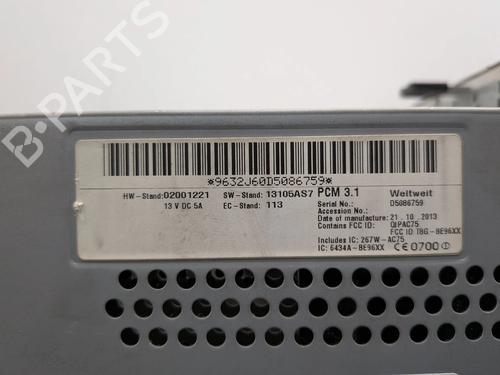 B-PARTS
*9632J60D5086759*
HW-Stand:02001221 SW-Stand: 13105AS7 PCM 3.1 Weltweit
13 V DC 5A EC-Stand: 113 Serial No.: D5086759
Accession No.:
Date of manufacture: 21.10.2013
Contains FCC ID: QIPAC75
FCC ID T8G-BE96XX
Includes IC: 267W-AC75
IC: 6434A-BE96XX CE0700